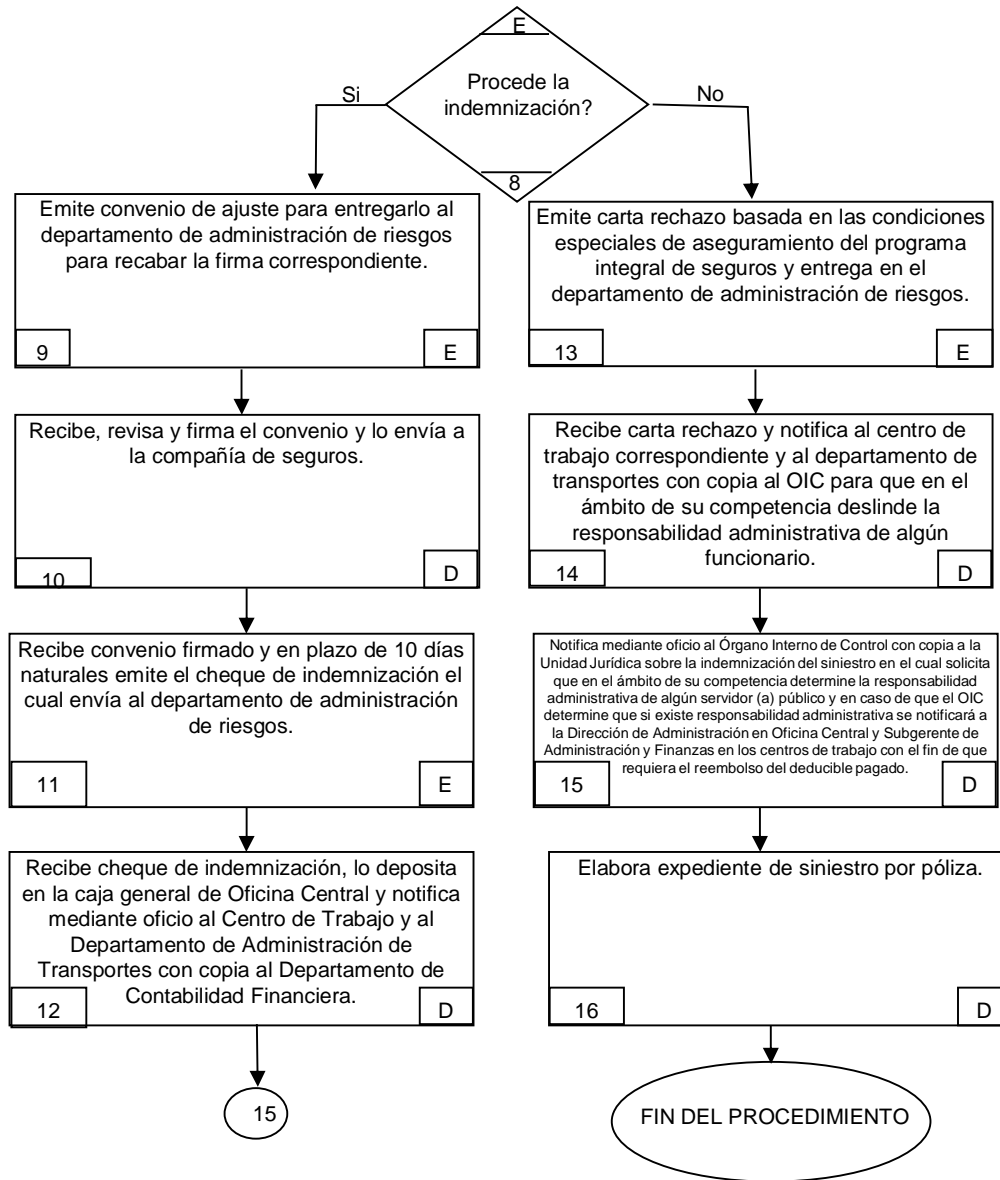 E
Procede la
indemnización?
8
Si
No
Emite convenio de ajuste para entregarlo al
departamento de administración de riesgos
para recabar la firma correspondiente.
9
E
Recibe, revisa y firma el convenio y lo envía a
la compañía de seguros.
10
D
Recibe convenio firmado y en plazo de 10 días
naturales emite el cheque de indemnización el
cual envía al departamento de administración
de riesgos.
11
E
Recibe cheque de indemnización, lo deposita
en la caja general de Oficina Central y notifica
mediante oficio al Centro de Trabajo y al
Departamento de Administración de
Transportes con copia al Departamento de
Contabilidad Financiera.
12
D
15
Emite carta rechazo basada en las condiciones
especiales de aseguramiento del programa
integral de seguros y entrega en el
departamento de administración de riesgos.
13
E
Recibe carta rechazo y notifica al centro de
trabajo correspondiente y al departamento de
transportes con copia al OIC para que en el
ámbito de su competencia deslinde la
responsabilidad administrativa de algún
funcionario.
14
D
Notifica mediante oficio al Órgano Interno de Control con copia a la
Unidad Jurídica sobre la indemnización del siniestro en el cual solicita
que en el ámbito de su competencia determine la responsabilidad
administrativa de algún servidor (a) público y en caso de que el OIC
determine que si existe responsabilidad administrativa se notificará a
la Dirección de Administración en Oficina Central y Subgerente de
Administración y Finanzas en los centros de trabajo con el fin de que
requiera el reembolso del deducible pagado.
15
D
Elabora expediente de siniestro por póliza.
16
D
FIN DEL PROCEDIMIENTO